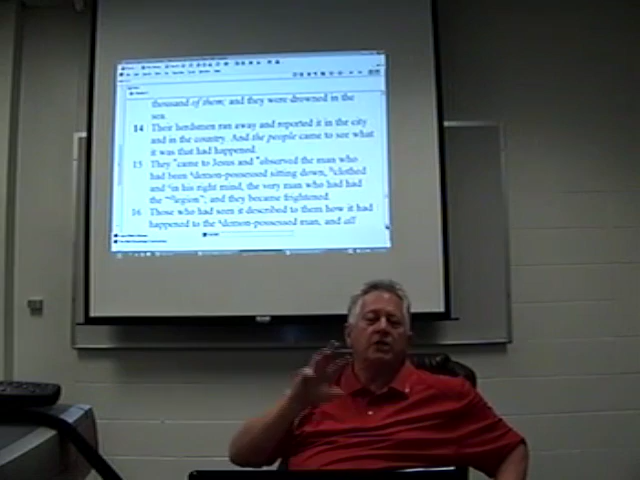 thousand of them; and they were drowned in the
sea.
14 Their herdsmen ran away and reported it in the city
and in the country. And the people came to see what
it was that had happened.
15 They *came to Jesus and *observed the man who
had been demon-possessed sitting down, clothed
and in his right mind, the very man who had had
the "legion"; and they became frightened.
16 Those who had seen it described to them how it had
happened to the demon-possessed man, and all